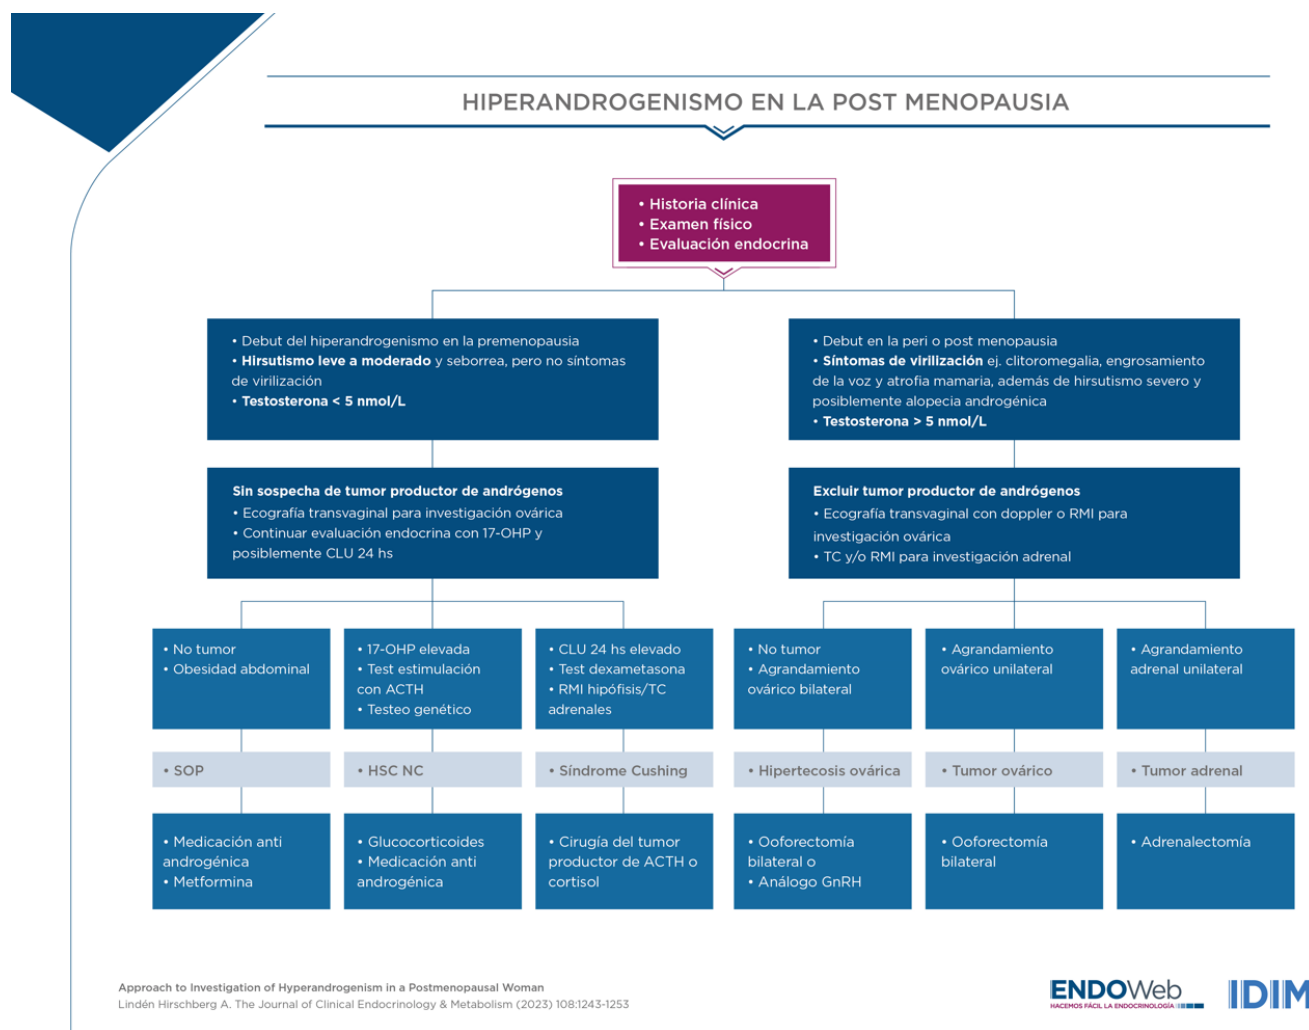 HIPERANDROGENISMO EN LA POST MENOPAUSIA
• Historia clínica
• Examen físico
• Evaluación endocrina
• Debut del hiperandrogenismo en la premenopausia
• Hirsutismo leve a moderado y seborrea, pero no síntomas
de virilización
• Testosterona < 5 nmol/L
• Debut en la peri o post menopausia
• Síntomas de virilización ej. clitoromegalia, engrosamiento
de la voz y atrofia mamaria, además de hirsutismo severo y
posiblemente alopecia androgénica
• Testosterona > 5 nmol/L
Sin sospecha de tumor productor de andrógenos
• Ecografía transvaginal para investigación ovárica
• Continuar evaluación endocrina con 17-OHP y
posiblemente CLU 24 hs
Excluir tumor productor de andrógenos
• Ecografía transvaginal con doppler o RMI para
investigación ovárica
• TC y/o RMI para investigación adrenal
• No tumor
• Obesidad abdominal
• 17-OHP elevada
• Test estimulación
con ACTH
• Testeo genético
• CLU 24 hs elevado
• Test dexametasona
• RMI hipófisis/TC
adrenales
• No tumor
• Agrandamiento
ovárico bilateral
• Agrandamiento
ovárico unilateral
• Agrandamiento
adrenal unilateral
• SOP
• HSC NC
• Síndrome Cushing
• Hipertecosis ovárica
• Tumor ovárico
• Tumor adrenal
• Medicación anti
androgénica
• Metformina
• Glucocorticoides
• Medicación anti
androgénica
• Cirugía del tumor
productor de ACTH o
cortisol
• Ooforectomía
bilateral o
• Análogo GnRH
• Ooforectomía
bilateral
• Adrenalectomía
Approach to Investigation of Hyperandrogenism in a Postmenopausal Woman
Lindén Hirschberg A. The Journal of Clinical Endocrinology & Metabolism (2023) 108:1243-1253
ENDOWeb
HACEMOS FÁCIL LA ENDOCRINOLOGÍA
IDIM